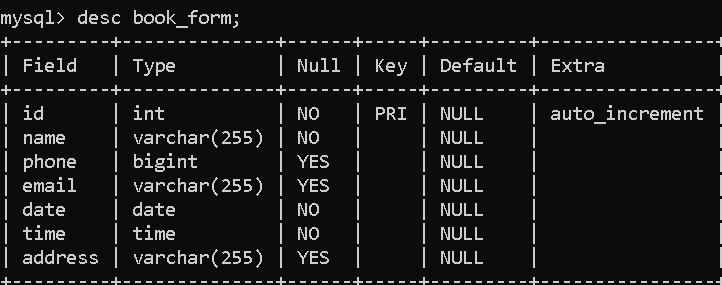 mysql> desc book_form;
+---------+--------------+------+-----+---------+----------------+
| Field   | Type         | Null | Key | Default | Extra          |
+---------+--------------+------+-----+---------+----------------+
| id      | int          | NO   | PRI | NULL    | auto_increment |
| name    | varchar(255) | NO   |     | NULL    |                |
| phone   | bigint       | YES  |     | NULL    |                |
| email   | varchar(255) | YES  |     | NULL    |                |
| date    | date         | NO   |     | NULL    |                |
| time    | time         | NO   |     | NULL    |                |
| address | varchar(255) | YES  |     | NULL    |                |
+---------+--------------+------+-----+---------+----------------+